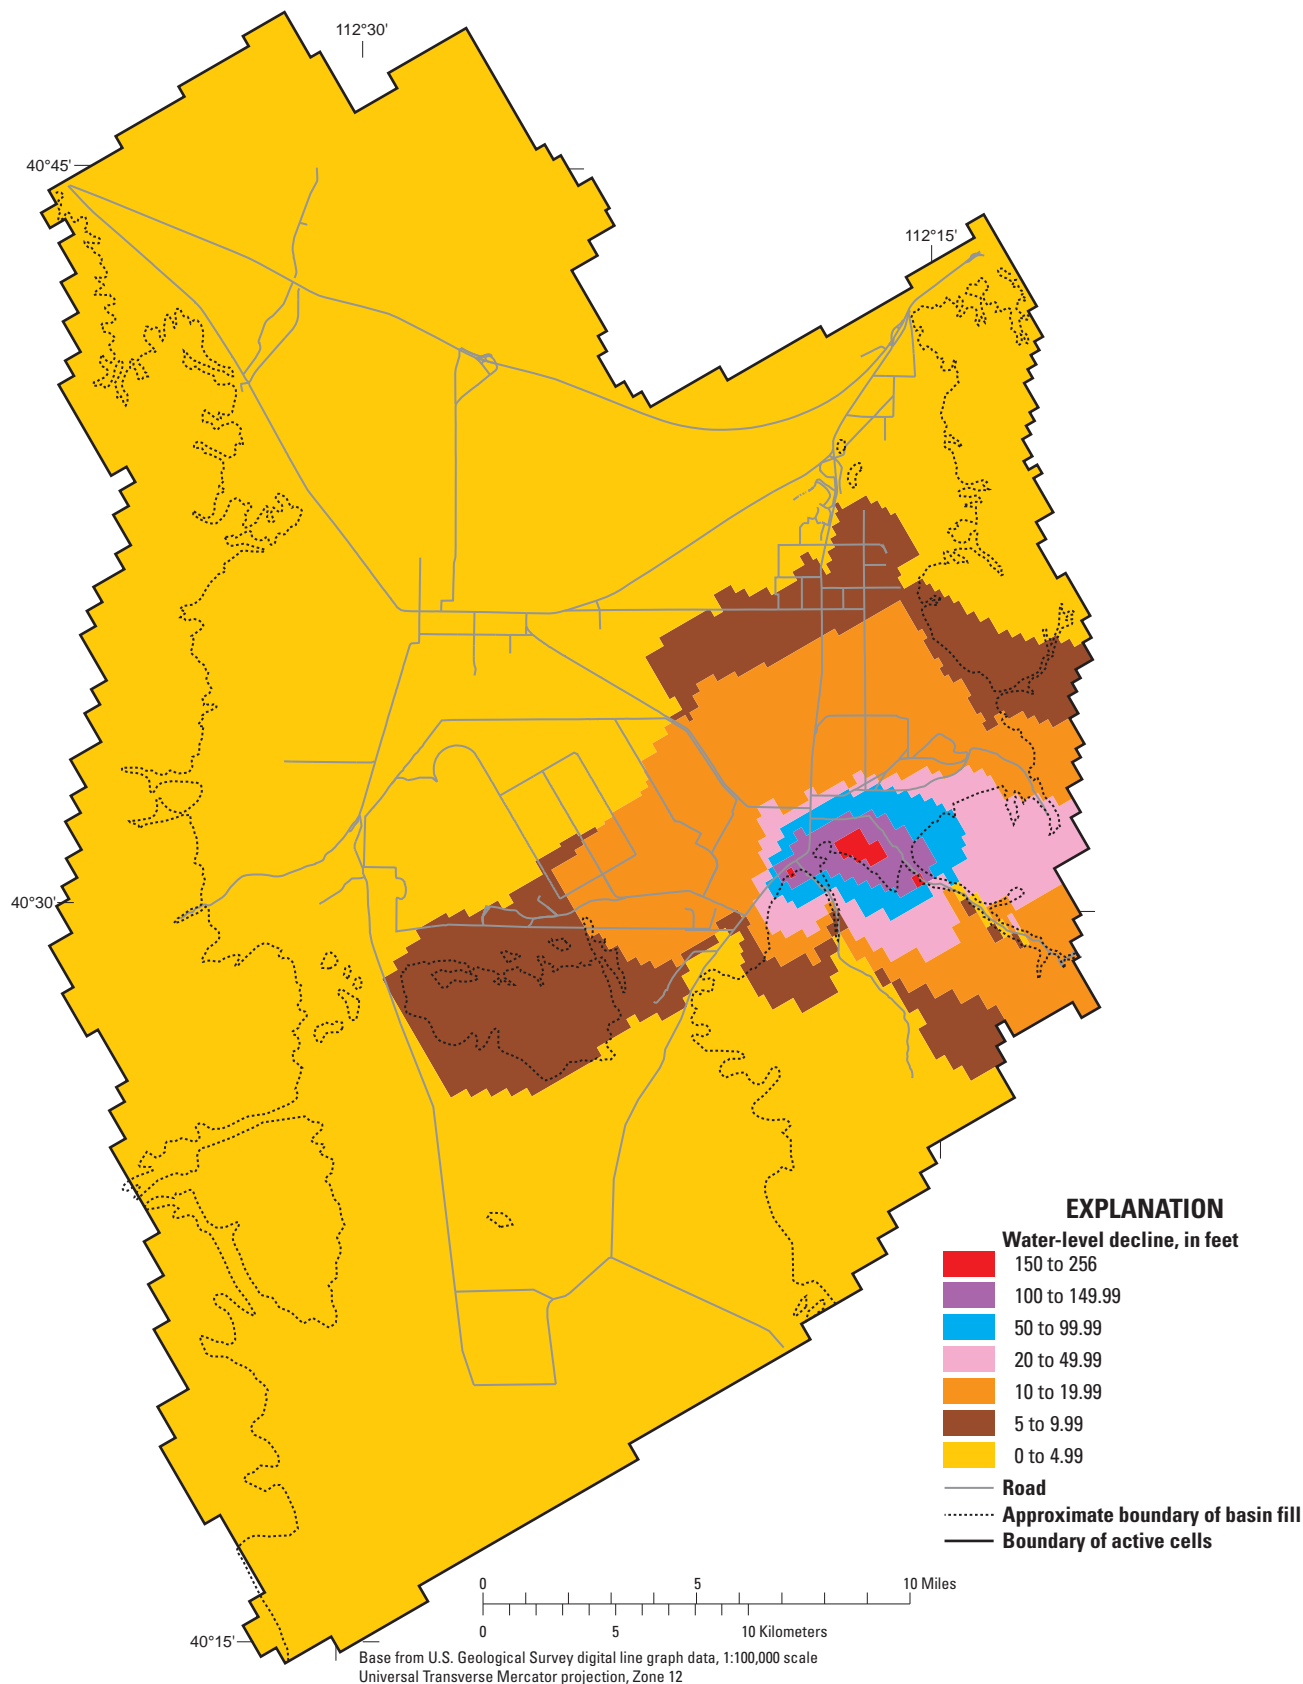 112°30'
40°45'
112°15'
40°30'
EXPLANATION
Water-level decline, in feet
150 to 256
100 to 149.99
50 to 99.99
20 to 49.99
10 to 19.99
5 to 9.99
0 to 4.99
Road
Approximate boundary of basin fill
Boundary of active cells
0 5 10 Miles
0 5 10 Kilometers
40°15'
Base from U.S. Geological Survey digital line graph data, 1:100,000 scale
Universal Transverse Mercator projection, Zone 12